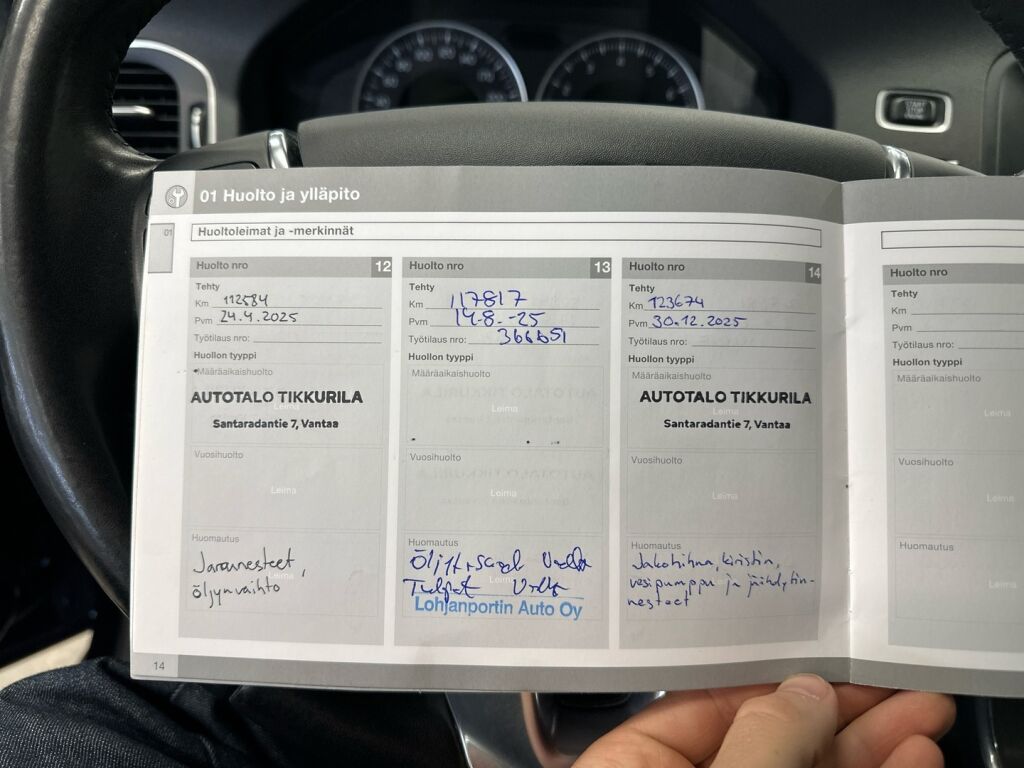 START
01 Huolto ja ylläpito
01
Huoltoleimat ja -merkinnät
Huolto nro 12
Tehty
Km 112584
Pvm 24.4.2025
Työtilaus nro:
Huollon tyyppi
Määräaikaishuolto
AUTOTALO TIKKURILA
Leima
Santaradantie 7, Vantaa
Vuosihuolto
Leima
Huomautus
Jarrunesteet,
öljynvaihto
Huolto nro 13
Tehty
Km 117817
Pvm 14-8.-25
Työtilaus nro: 366651
Huollon tyyppi
Määräaikaishuolto
Leima
Vuosihuolto
Leima
Huomautus
Öljyt +
Tulpat
Leima
Lohjanportin Auto Oy
Huolto nro 14
Tehty
Km 123674
Pvm 30.12.2025
Työtilaus nro:
Huollon tyyppi
Määräaikaishuolto
AUTOTALO TIKKURILA
Leima
Santaradantie 7, Vantaa
Vuosihuolto
Leima
Huomautus
Jakohihna, kiristin,
vesipumppu ja jäähdytin-
nesteet
14
Huolto nro
Tehty
Km
Pvm
Työtilaus nro:
Huollon tyyppi
Määräaikaishuolto
Leima
Vuosihuolto
Leima
Huomautus
Leima